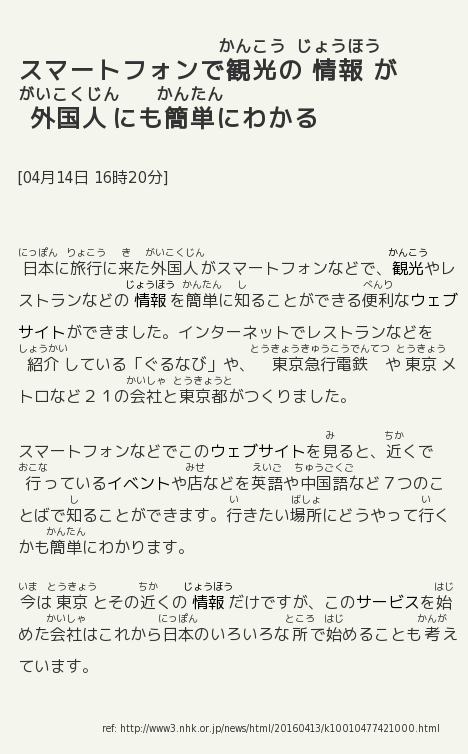 かんこう じょうほう
スマートフォンで観光の 情報 が
がいこくじん かんたん
外国人にも簡単にわかる
[04月14日 16時20分]
にっぽん りょこう き がいこくじん かんこう
日本に旅行に来た外国人がスマートフォンなどで、観光やレ
じょうほう かんたん し べんり
ストランなどの 情報 を簡単に知ることができる便利なウェブ
サイトができました。インターネットでレストランなどを
しょうかい とうきょうきゅうこうでんてつ とうきょう
紹介 している「ぐるなび」や、 東京急行電鉄 や 東京 メ
かいしゃ とうきょうと
トロなど２１の会社と東京都がつくりました。
み ちか
スマートフォンなどでこのウェブサイトを見ると、近くで
おこな みせ えいご ちゅうごくご
行っているイベントや店などを英語や中国語など７つのこ
し い ばしょ い
とばで知ることができます。行きたい場所にどうやって行く
かんたん
かも簡単にわかります。
いま とうきょう ちか じょうほう はじ
今は 東京 とその近くの 情報 だけですが、このサービスを始
かいしゃ にっぽん ところ はじ かんが
めた会社はこれから日本のいろいろな所で始めることも考え
ています。
ref: http://www3.nhk.or.jp/news/html/20160413/k10010477421000.html